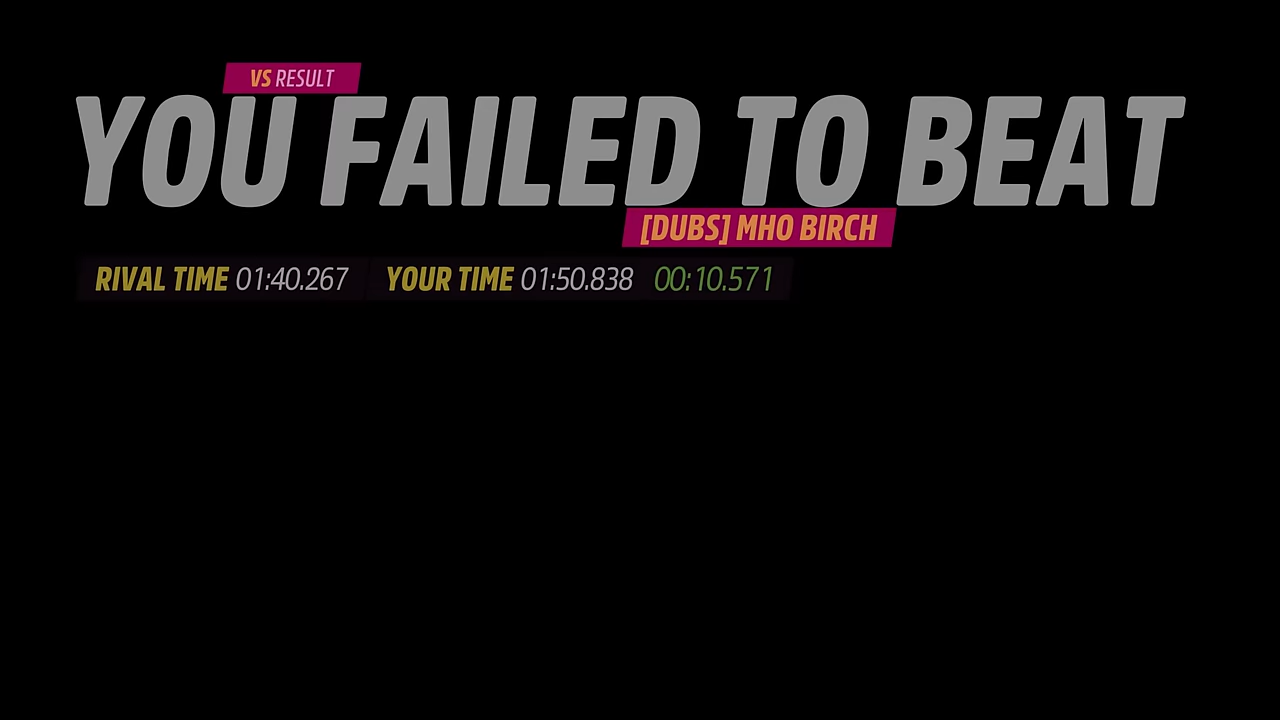 VS RESULT
YOU FAILED TO BEAT
[DUBS] MHO BIRCH
RIVAL TIME 01:40.267 YOUR TIME 01:50.838 00:10.571